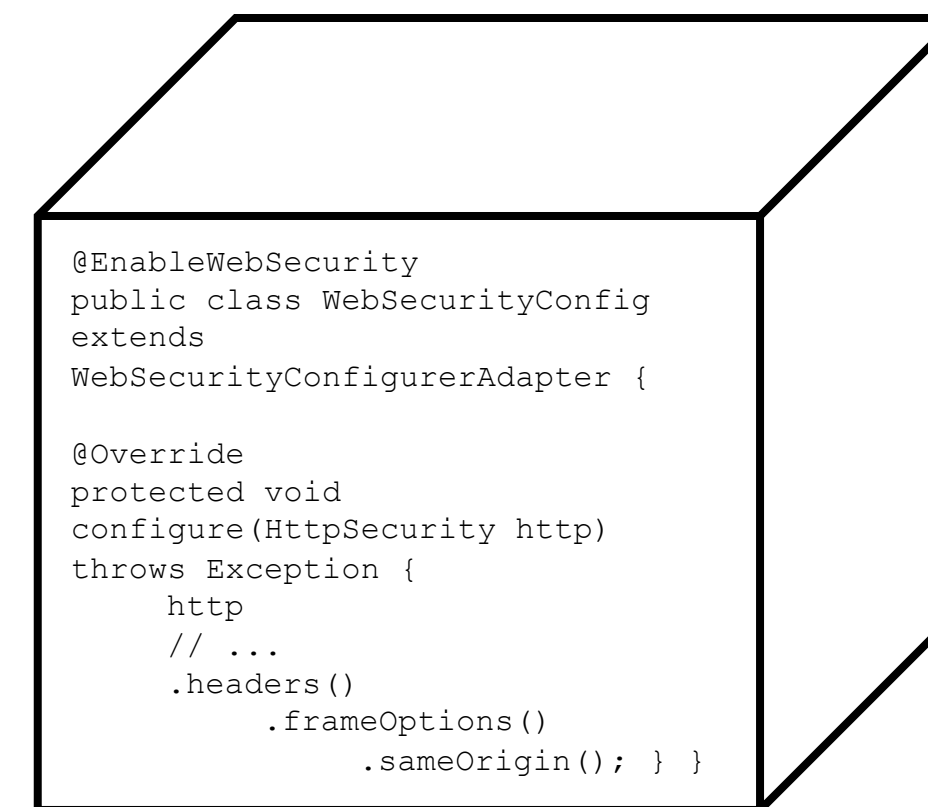 @EnableWebSecurity
public class WebSecurityConfig
extends
WebSecurityConfigurerAdapter {
@Override
protected void
configure(HttpSecurity http)
throws Exception {
http
// ...
.headers()
.frameOptions()
.sameOrigin(); } }